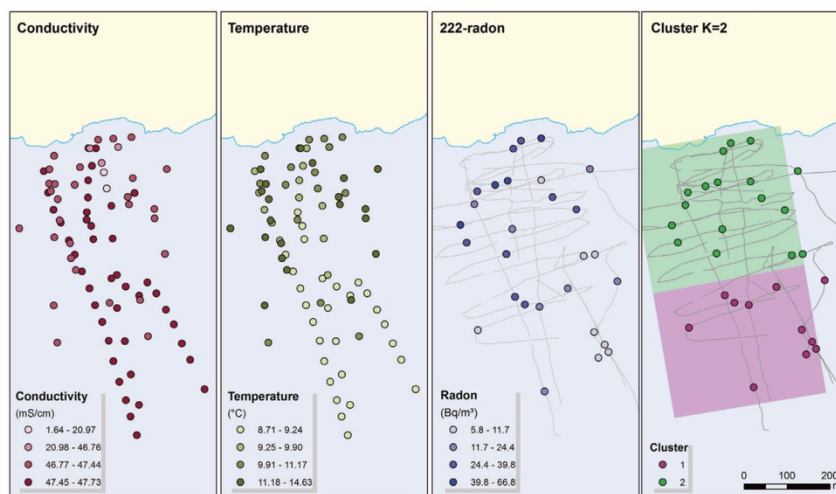 Conductivity
Temperature
222-radon
Cluster K=2
Conductivity
(mS/cm)
1.64 - 20.97
20.98 - 46.76
46.77 - 47.44
47.45 - 47.73
Temperature
(°C)
8.71 - 9.24
9.25 - 9.90
9.91 - 11.17
11.18 - 14.63
Radon
(Bq/m³)
5.8 - 11.7
11.7 - 24.4
24.4 - 39.8
39.8 - 66.8
Cluster
1
2
0 100 200